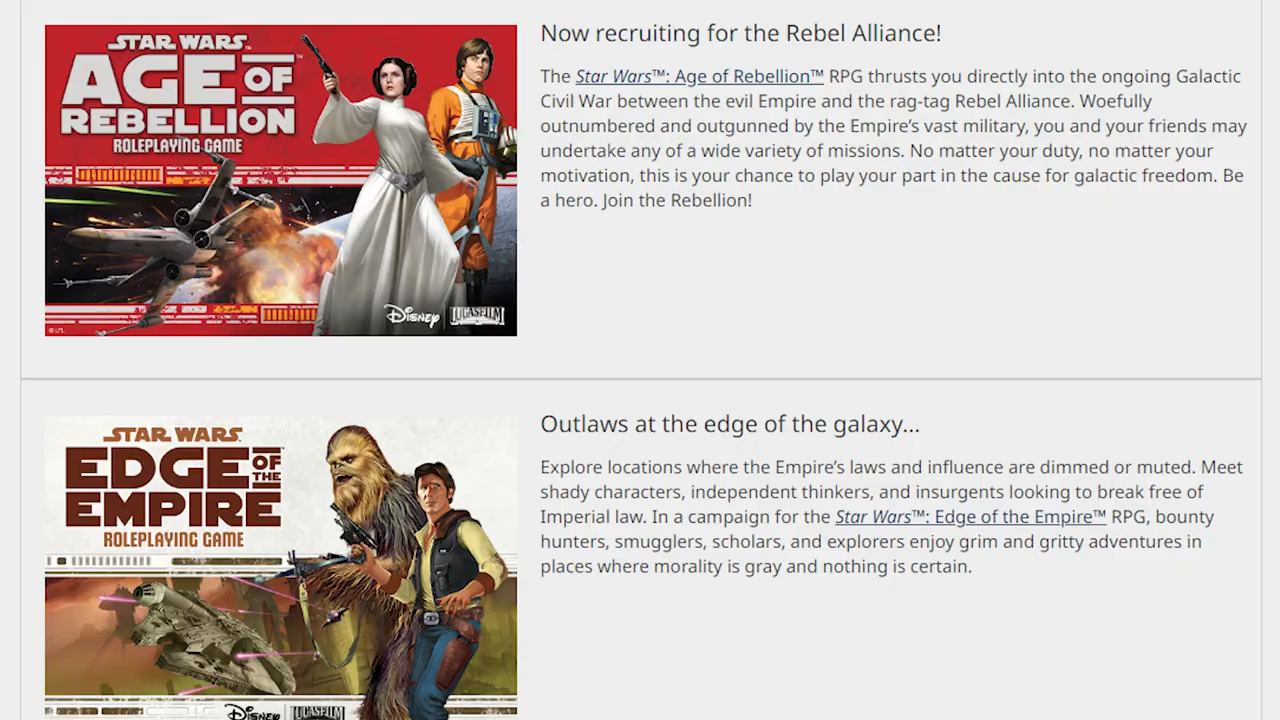 STAR WARS™
AGE OF
REBELLION™
ROLEPLAYING GAME
Disney
LUCASFILM
Now recruiting for the Rebel Alliance!
The Star Wars™: Age of Rebellion™ RPG thrusts you directly into the ongoing Galactic
Civil War between the evil Empire and the rag-tag Rebel Alliance. Woefully
outnumbered and outgunned by the Empire’s vast military, you and your friends may
undertake any of a wide variety of missions. No matter your duty, no matter your
motivation, this is your chance to play your part in the cause for galactic freedom. Be
a hero. Join the Rebellion!
STAR WARS
EDGE OF THE
EMPIRE
ROLEPLAYING GAME
Disney
LUCASFILM
Outlaws at the edge of the galaxy...
Explore locations where the Empire’s laws and influence are dimmed or muted. Meet
shady characters, independent thinkers, and insurgents looking to break free of
Imperial law. In a campaign for the Star Wars™: Edge of the Empire™ RPG, bounty
hunters, smugglers, scholars, and explorers enjoy grim and gritty adventures in
places where morality is gray and nothing is certain.